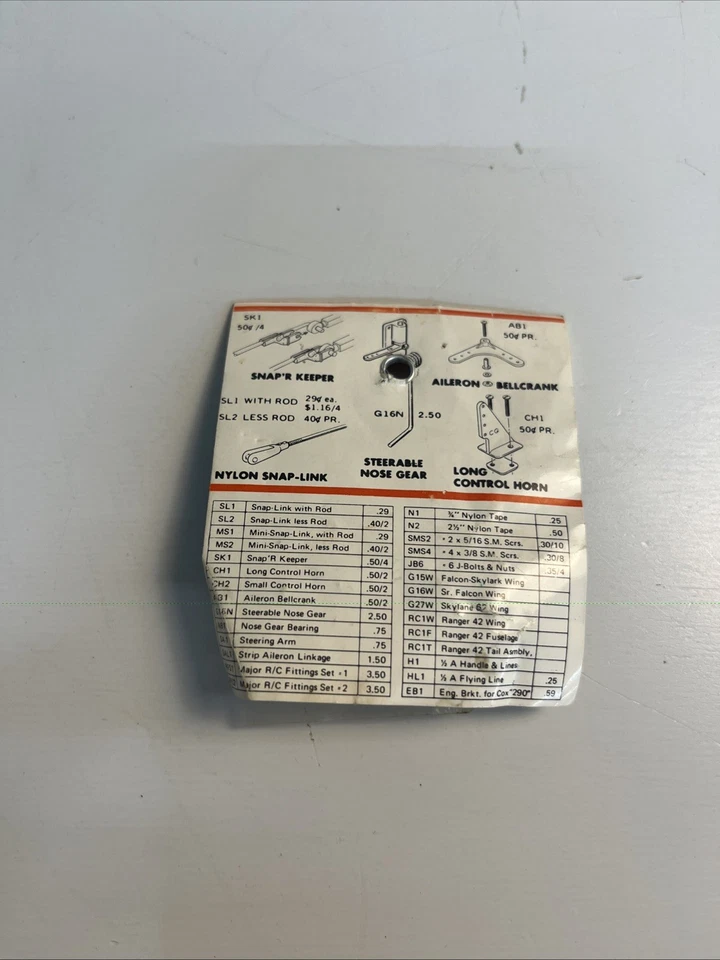 SK1
50¢/4
SNAP'R KEEPER
SL1 WITH ROD 29¢ ea.
$1.16/4
SL2 LESS ROD 40¢ PR.
NYLON SNAP-LINK
G16N 2.50
STEERABLE
NOSE GEAR
AB1
50¢ PR.
AILERON BELLCRANK
CH1
50¢ PR.
CG
LONG
CONTROL HORN
SL1 Snap-Link with Rod .29
SL2 Snap-Link less Rod .40/2
MS1 Mini-Snap-Link, with Rod .29
MS2 Mini-Snap-Link, less Rod .40/2
SK1 Snap'R Keeper .50/4
CH1 Long Control Horn .50/2
CH2 Small Control Horn .50/2
AB1 Aileron Bellcrank .50/2
G16N Steerable Nose Gear 2.50
Nose Gear Bearing .75
Steering Arm .75
Strip Aileron Linkage 1.50
Major R/C Fittings Set #1 3.50
Major R/C Fittings Set #2 3.50
N1 ¾" Nylon Tape .25
N2 2½" Nylon Tape .50
SMS2 • 2 x 5/16 S.M. Scrs. .30/10
SMS4 • 4 x 3/8 S.M. Scrs. .30/8
JB6 • 6 J-Bolts & Nuts .35/4
G15W Falcon-Skylark Wing
G16W Sr. Falcon Wing
G27W Skylane 62 Wing
RC1W Ranger 42 Wing
RC1F Ranger 42 Fuselage
RC1T Ranger 42 Tail Asmbly.
H1 ½ A Handle & Lines
HL1 ½ A Flying Line .25
EB1 Eng. Brkt. for Cox "290" .59